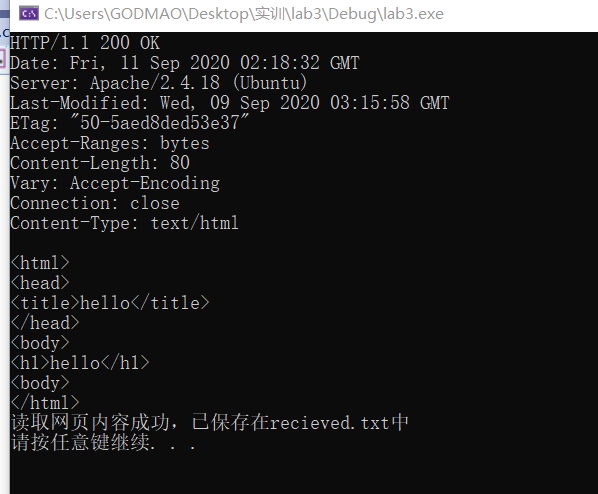 C:\Users\GODMAO\Desktop\实训\lab3\Debug\lab3.exe
HTTP/1.1 200 OK
Date: Fri, 11 Sep 2020 02:18:32 GMT
Server: Apache/2.4.18 (Ubuntu)
Last-Modified: Wed, 09 Sep 2020 03:15:58 GMT
ETag: "50-5aed8ded53e37"
Accept-Ranges: bytes
Content-Length: 80
Vary: Accept-Encoding
Connection: close
Content-Type: text/html
<html>
<head>
<title>hello</title>
</head>
<body>
<h1>hello</h1>
<body>
</html>
读取网页内容成功，已保存在recieved.txt中
请按任意键继续. . .